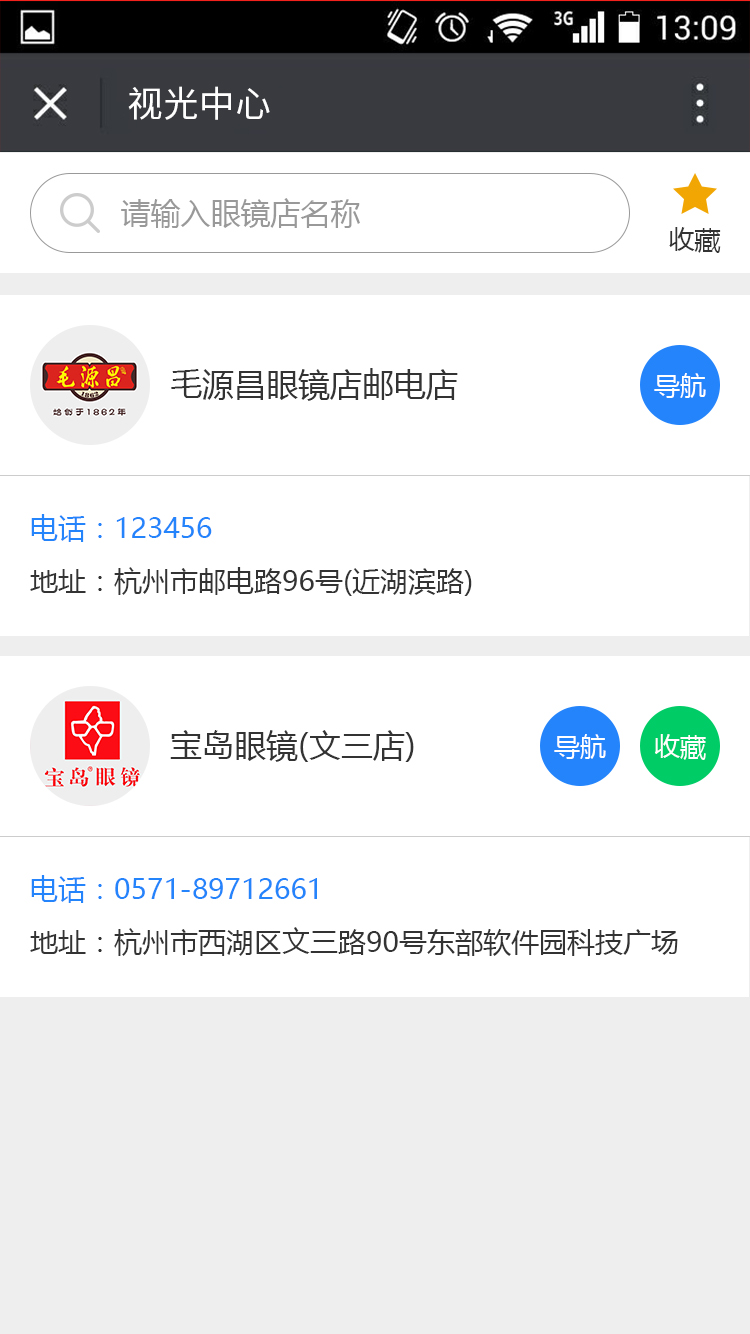 3G 13:09
视光中心
请输入眼镜店名称
收藏
毛源昌
1862
始创于1862年
毛源昌眼镜店邮电店
导航
电话：123456
地址：杭州市邮电路96号(近湖滨路)
宝岛®眼镜
宝岛眼镜(文三店)
导航
收藏
电话：0571-89712661
地址：杭州市西湖区文三路90号东部软件园科技广场